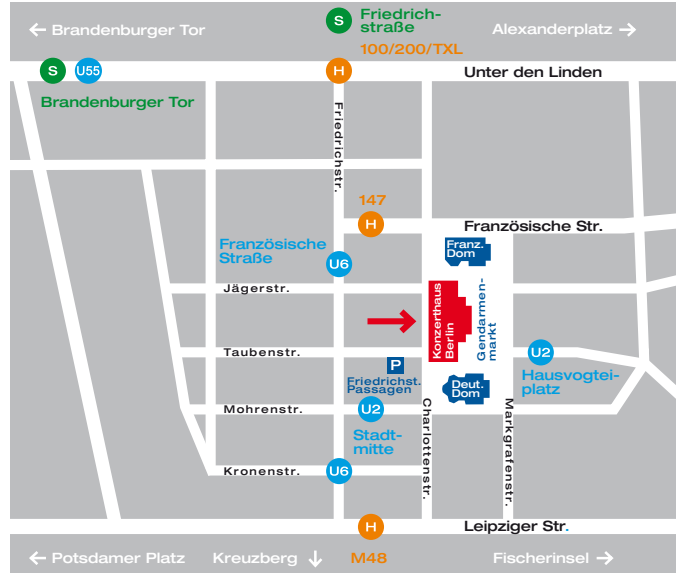 ← Brandenburger Tor
S
Friedrich-
straße
100/200/TXL
Alexanderplatz →
S
U55
H
Unter den Linden
Brandenburger Tor
Friedrichstr.
147
H
Französische Str.
Französische
Straße
U6
Franz.
Dom
Jägerstr.
Konzerthaus
Berlin
Gendarmen-
markt
Taubenstr.
U2
Hausvogtei-
platz
P
Friedrichst.
Passagen
Deut.
Dom
Mohrenstr.
U2
Stadt-
mitte
Charlottenstr.
Markgrafenstr.
Kronenstr.
U6
H
Leipziger Str.
← Potsdamer Platz
Kreuzberg ↓
M48
Fischerinsel →